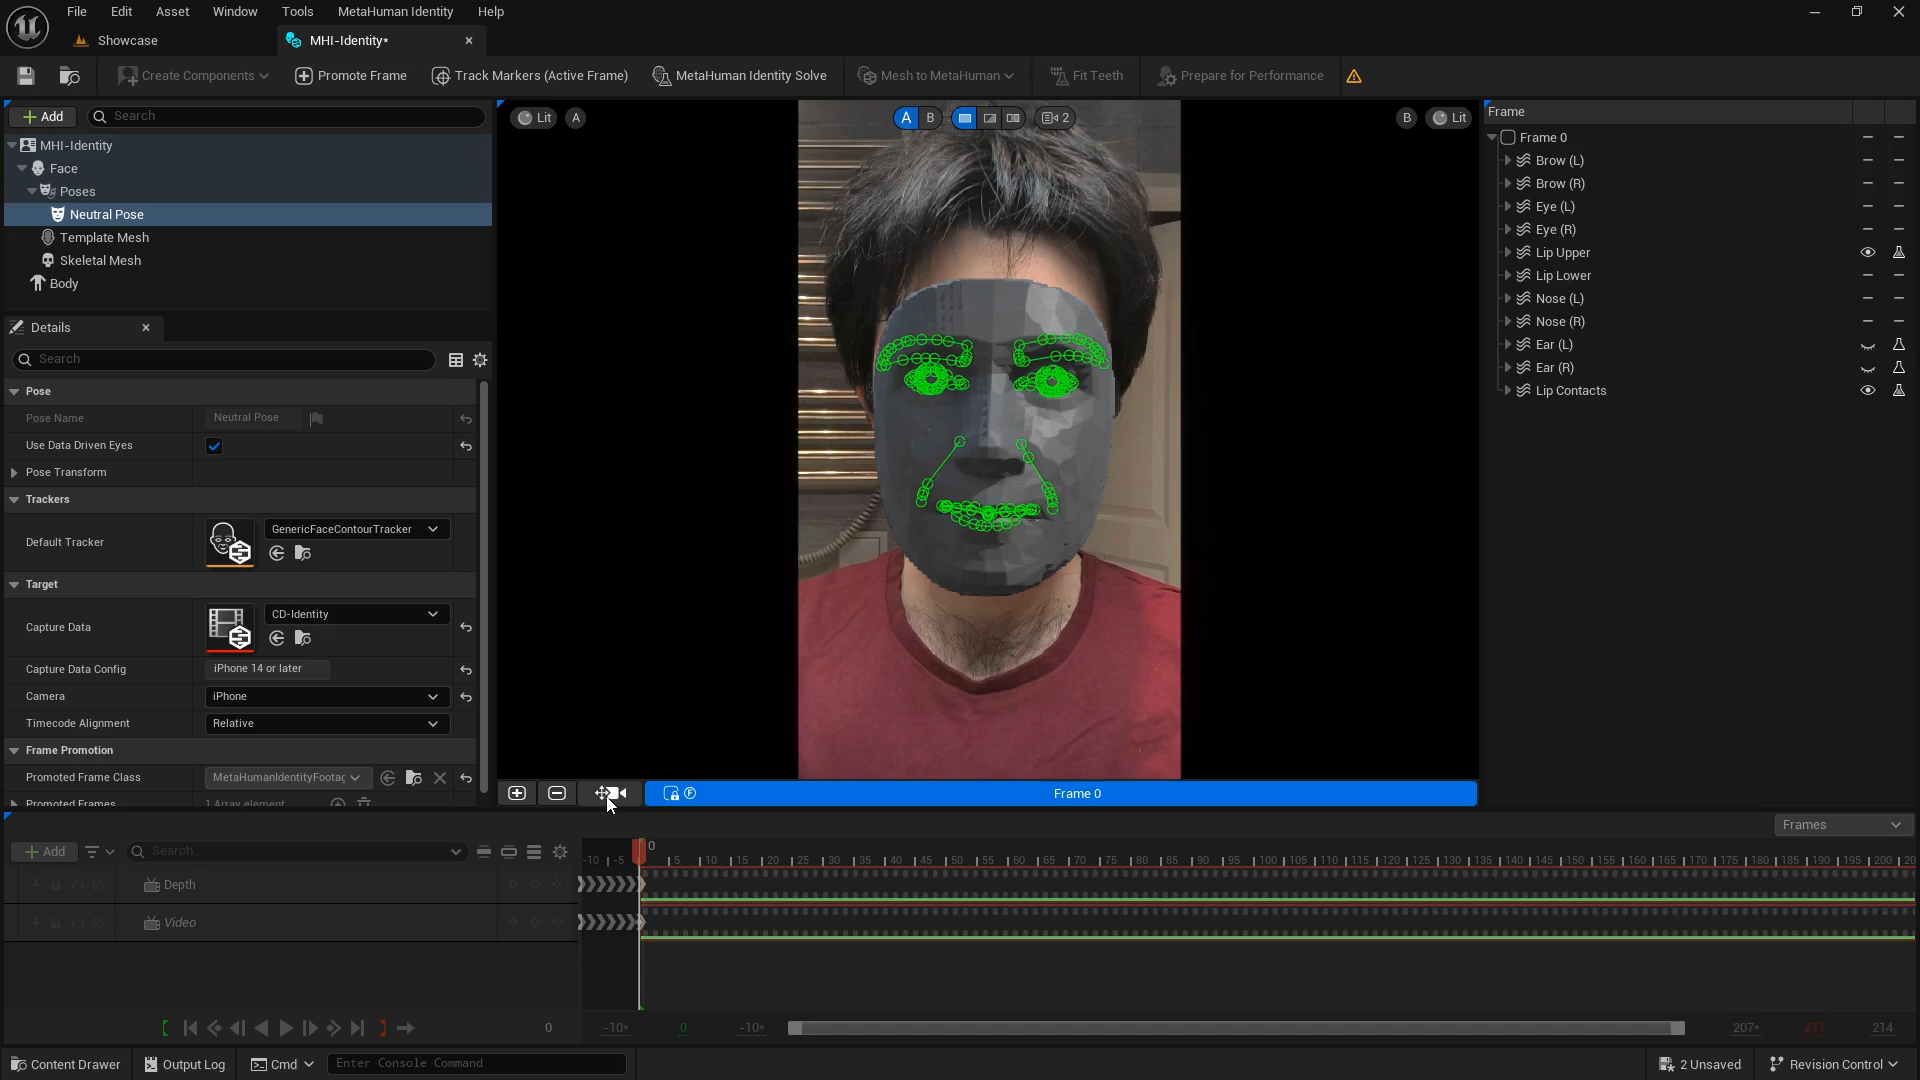 File Edit Asset Window Tools MetaHuman Identity Help
Showcase MHI-Identity*
Create Components Promote Frame Track Markers (Active Frame) MetaHuman Identity Solve Mesh to MetaHuman Fit Teeth Prepare for Performance
Add Search
MHI-Identity
Face
Poses
Neutral Pose
Template Mesh
Skeletal Mesh
Body
Details
Search
Pose
Pose Name Neutral Pose
Use Data Driven Eyes
Pose Transform
Trackers
Default Tracker GenericFaceContourTracker
Target
Capture Data CD-Identity
Capture Data Config iPhone 14 or later
Camera iPhone
Timecode Alignment Relative
Frame Promotion
Promoted Frame Class MetaHumanIdentityFootag
Promoted Frames 1 Array element
Lit A A B 2 B Lit
Frame
Frame 0
Brow (L)
Brow (R)
Eye (L)
Eye (R)
Lip Upper
Lip Lower
Nose (L)
Nose (R)
Ear (L)
Ear (R)
Lip Contacts
F Frame 0
Frames
Add Search... 0
-10 -5 5 10 15 20 25 30 35 40 45 50 55 60 65 70 75 80 85 90 95 100 105 110 115 120 125 130 135 140 145 150 155 160 165 170 175 180 185 190 195 200 20
Depth
Video
0 -10* 0 -10* 207* 211 214
Content Drawer Output Log Cmd Enter Console Command 2 Unsaved Revision Control